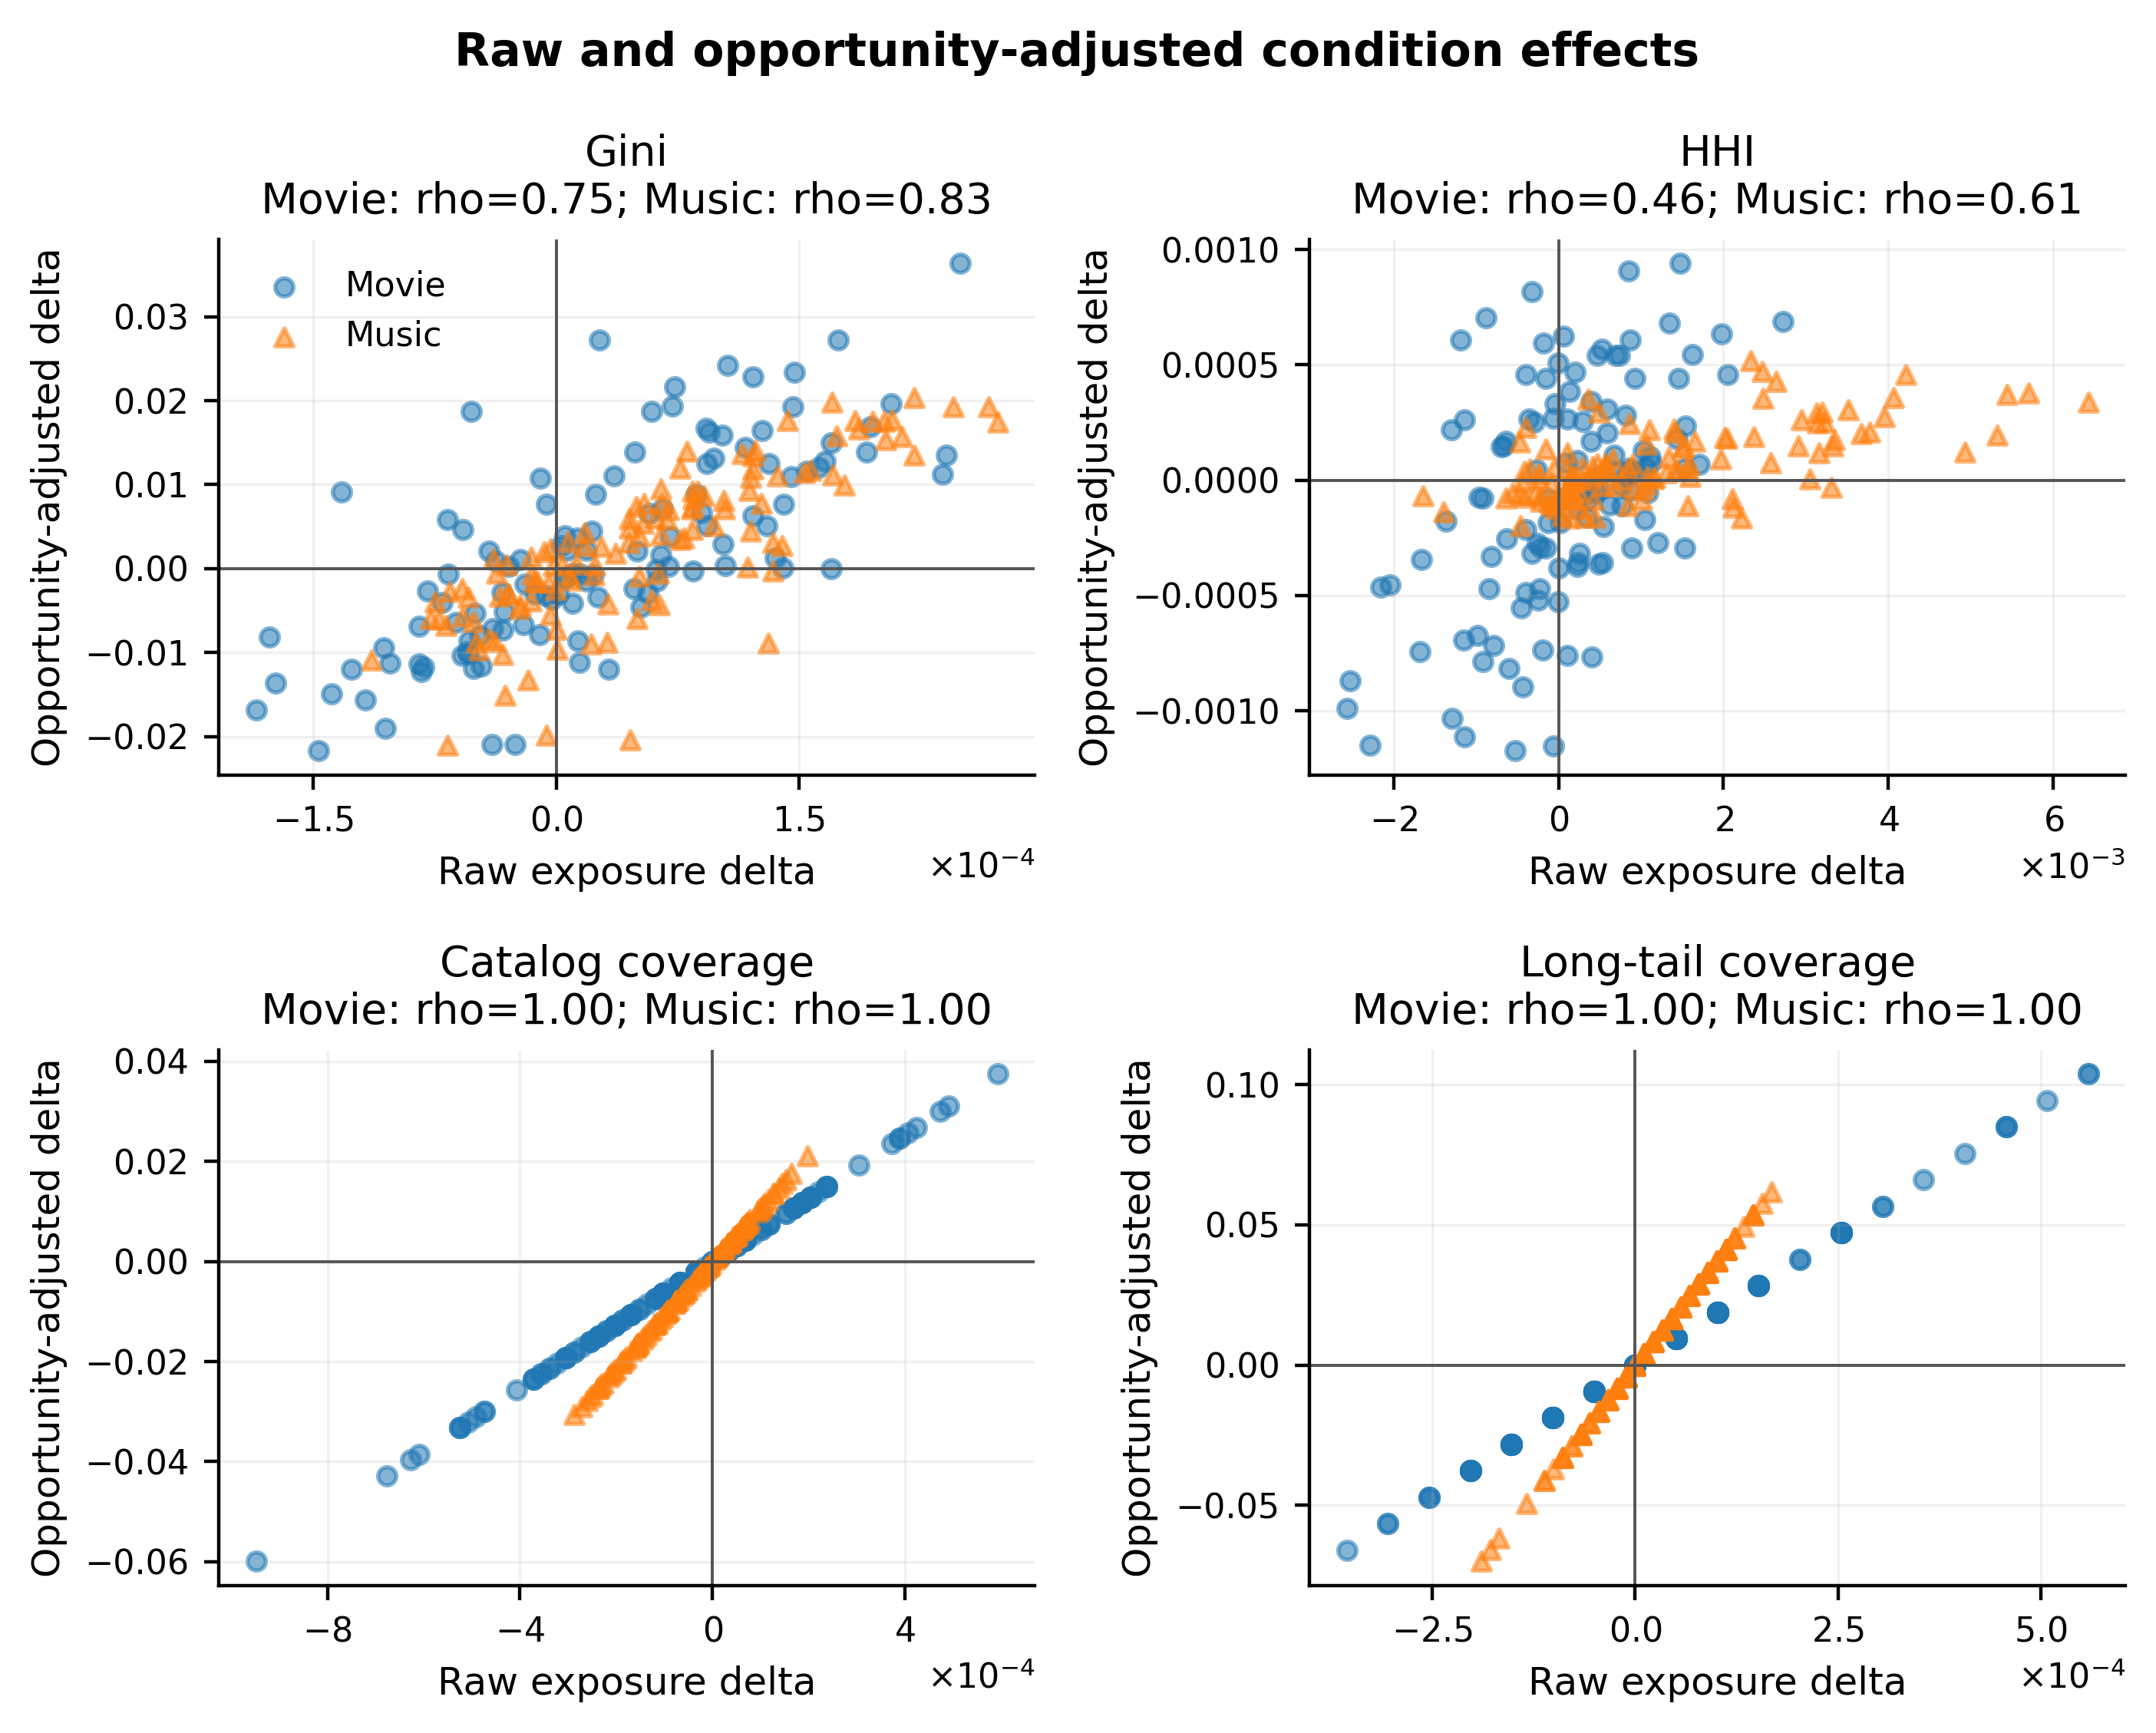 Raw and opportunity-adjusted condition effects
Gini
Movie: rho=0.75; Music: rho=0.83
Opportunity-adjusted delta
0.03
0.02
0.01
0.00
−0.01
−0.02
Movie
Music
−1.5
0.0
1.5
Raw exposure delta
×10⁻⁴
HHI
Movie: rho=0.46; Music: rho=0.61
Opportunity-adjusted delta
0.0010
0.0005
0.0000
−0.0005
−0.0010
−2
0
2
4
6
Raw exposure delta
×10⁻³
Catalog coverage
Movie: rho=1.00; Music: rho=1.00
Opportunity-adjusted delta
0.04
0.02
0.00
−0.02
−0.04
−0.06
−8
−4
0
4
Raw exposure delta
×10⁻⁴
Long-tail coverage
Movie: rho=1.00; Music: rho=1.00
Opportunity-adjusted delta
0.10
0.05
0.00
−0.05
−2.5
0.0
2.5
5.0
Raw exposure delta
×10⁻⁴